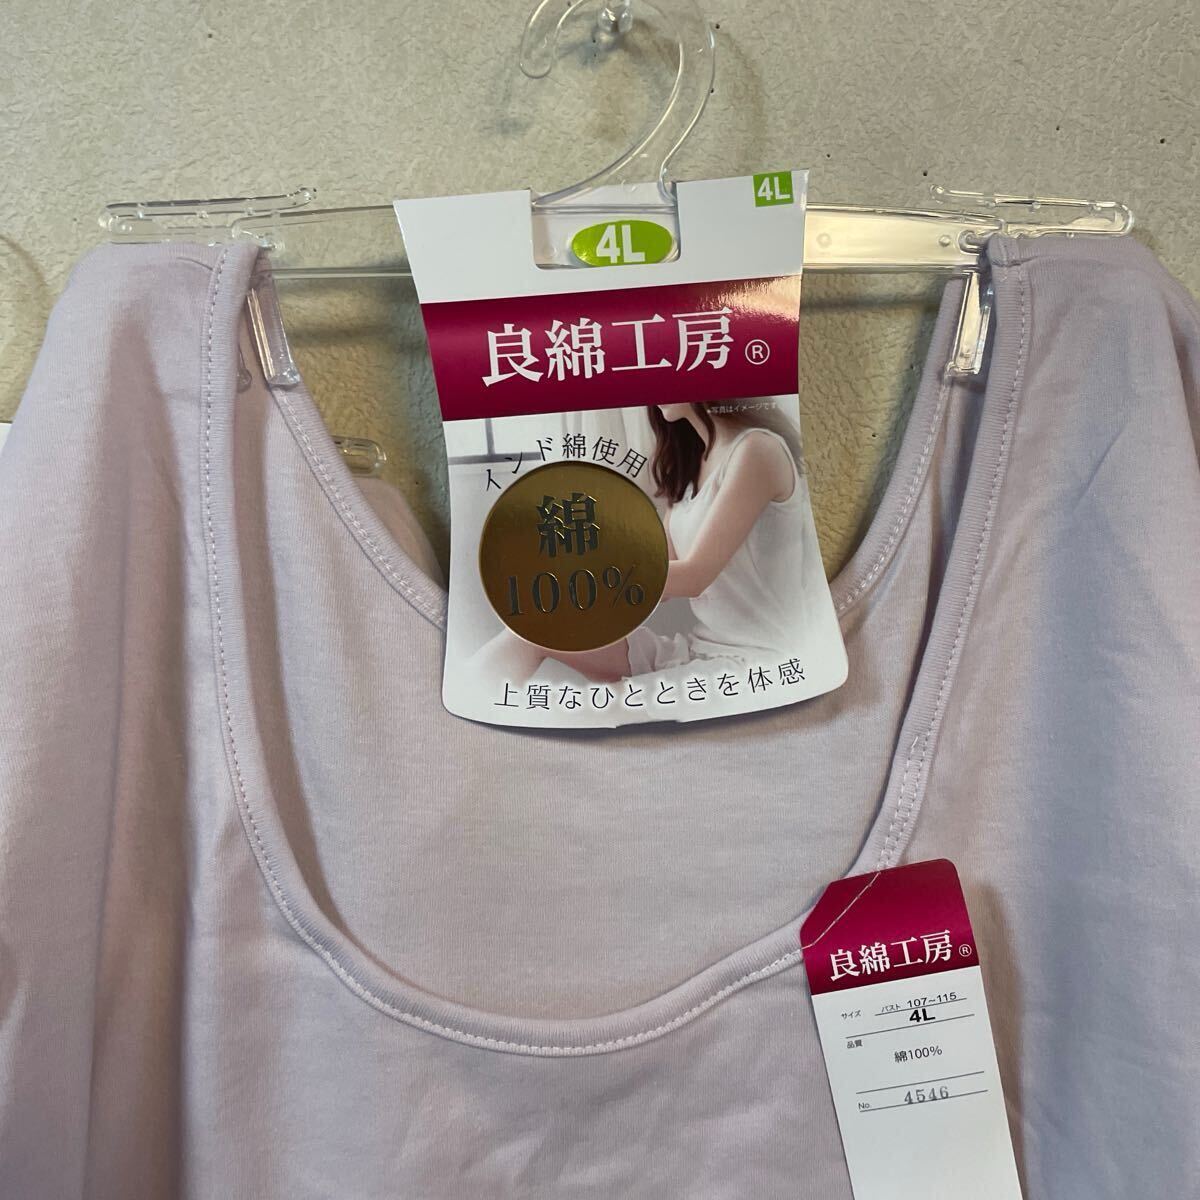 4L
4L
良綿工房®
●写真はイメージです
インド綿使用
綿
100%
上質なひとときを体感
良綿工房®
サイズ バスト 107~115
4L
品質
綿100%
No. 4546